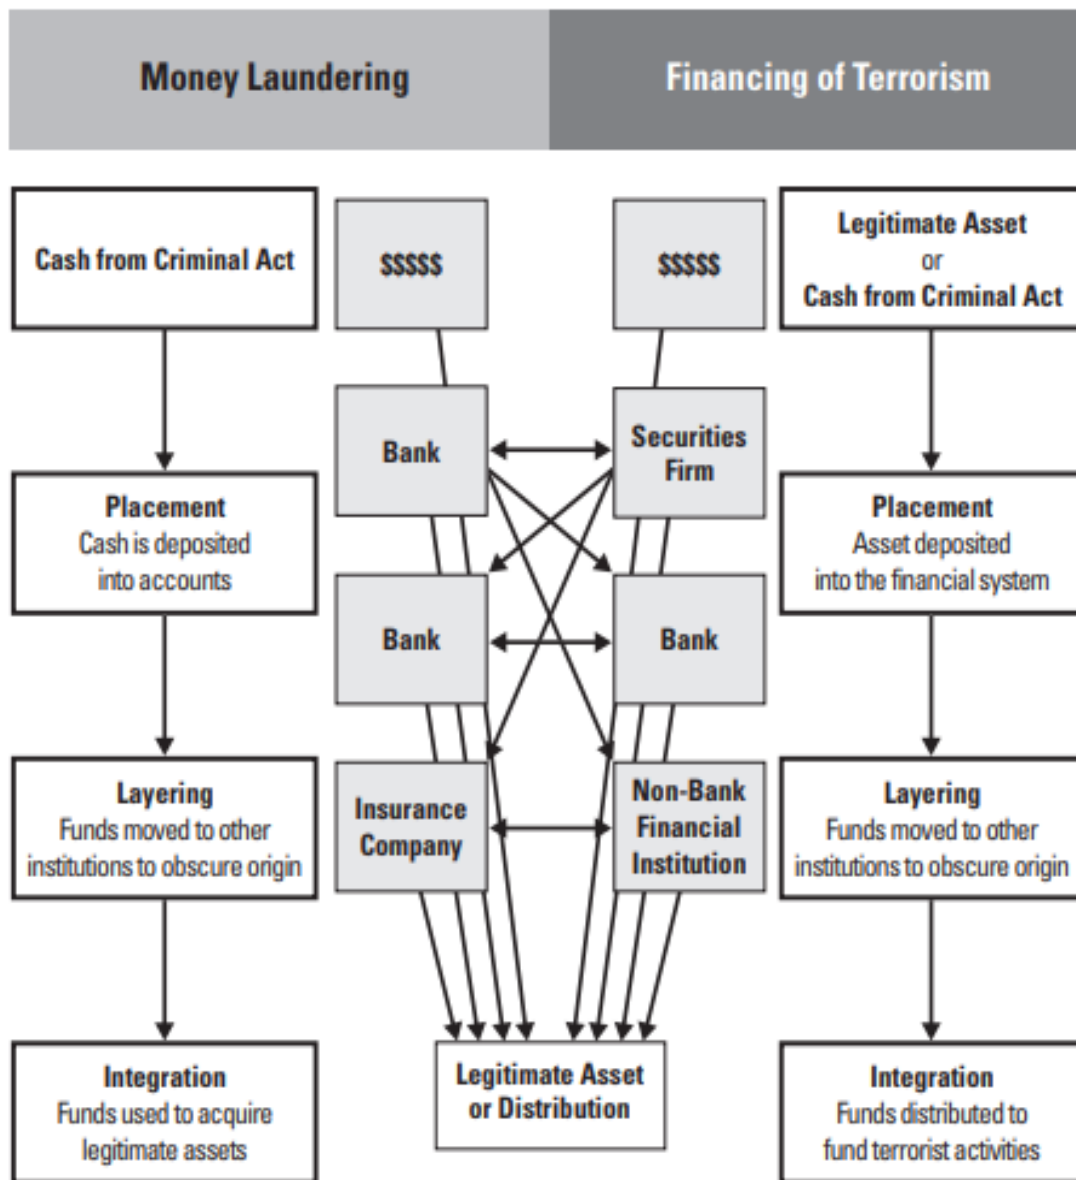 Money Laundering
Financing of Terrorism
Cash from Criminal Act
$$$$$
$$$$$
Legitimate Asset
or
Cash from Criminal Act
Bank
Securities
Firm
Placement
Cash is deposited
into accounts
Placement
Asset deposited
into the financial system
Bank
Bank
Layering
Funds moved to other
institutions to obscure origin
Insurance
Company
Non-Bank
Financial
Institution
Layering
Funds moved to other
institutions to obscure origin
Integration
Funds used to acquire
legitimate assets
Legitimate Asset
or Distribution
Integration
Funds distributed to
fund terrorist activities